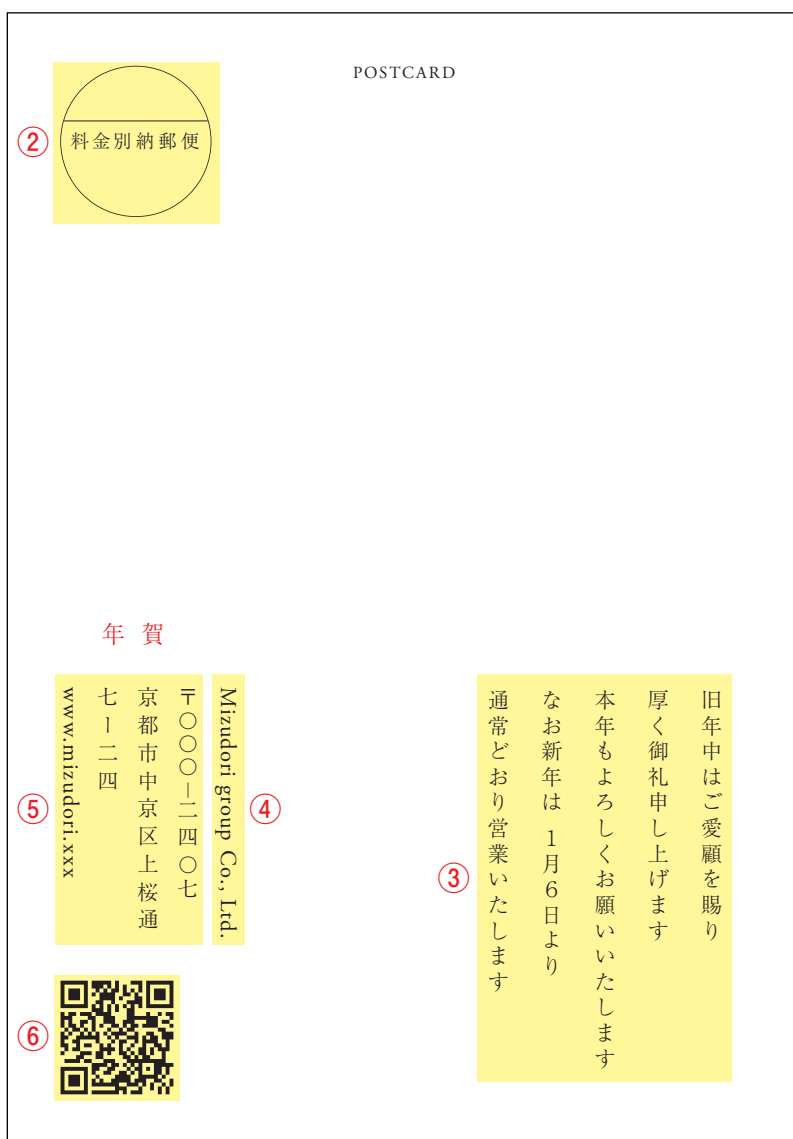 POSTCARD
②
料金別納郵便
年賀
旧年中はご愛顧を賜り
厚く御礼申し上げます
本年もよろしくお願いいたします
なお新年は 1月6日より
通常どおり営業いたします
③
④
Mizudori group Co., Ltd.
〒〇〇〇－二四〇七
京都市中京区上桜通
七ー二四
www.mizudori.xxx
⑤
⑥